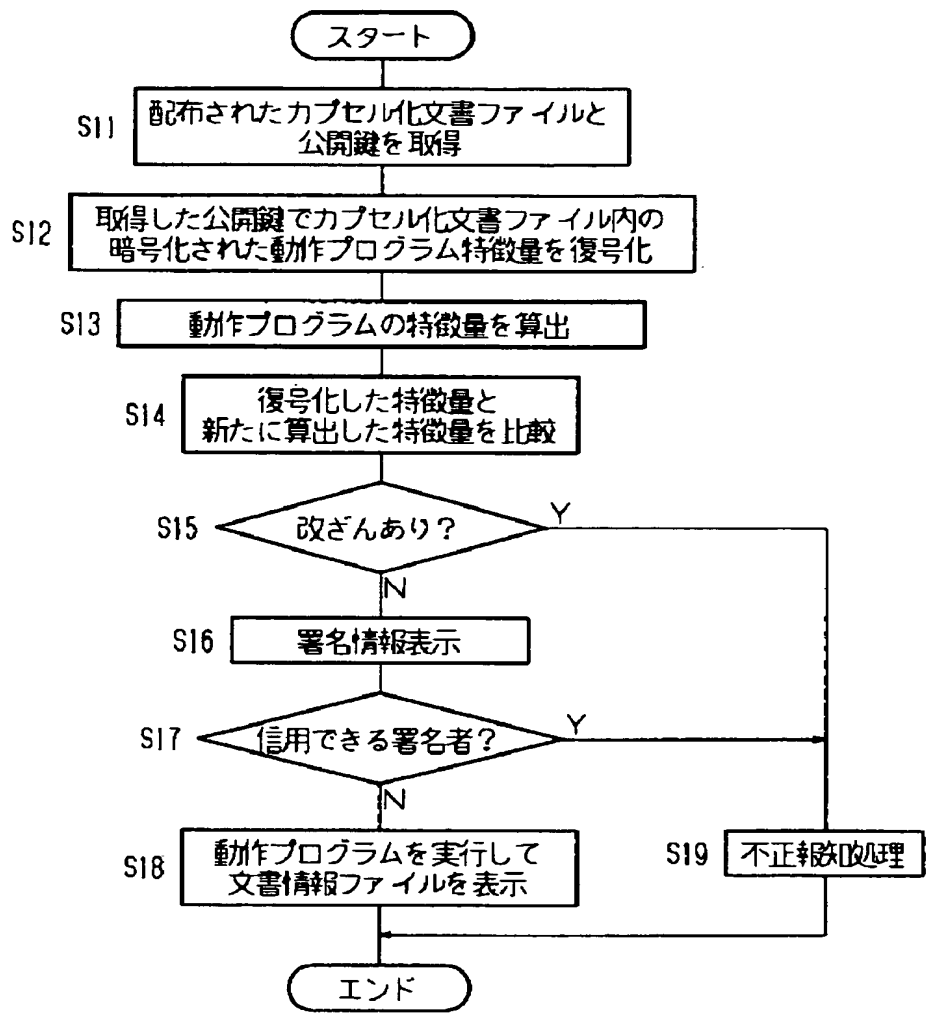 スタート
S11
配布されたカプセル化文書ファイルと
公開鍵を取得
S12
取得した公開鍵でカプセル化文書ファイル内の
暗号化された動作プログラム特徴量を復号化
S13
動作プログラムの特徴量を算出
S14
復号化した特徴量と
新たに算出した特徴量を比較
S15
改ざんあり?
Y
N
S16
署名情報表示
S17
信用できる署名者?
Y
N
S18
動作プログラムを実行して
文書情報ファイルを表示
S19
不正報知処理
エンド